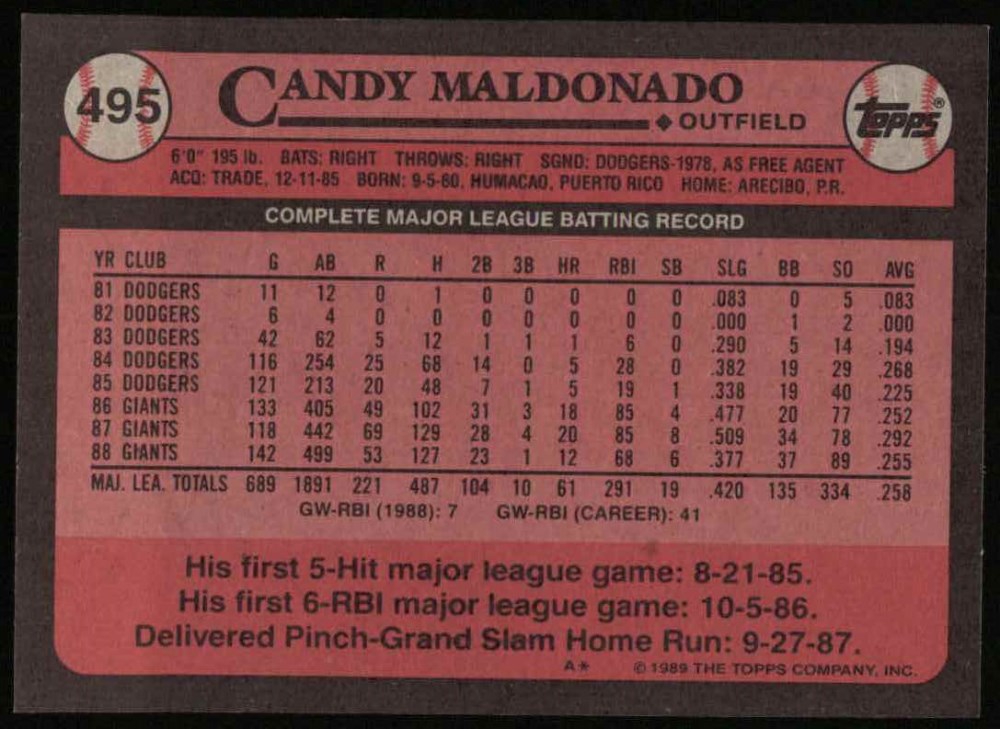 495
CANDY MALDONADO
◆ OUTFIELD
Topps®
6'0" 195 lb. BATS: RIGHT THROWS: RIGHT SGND: DODGERS-1978, AS FREE AGENT
ACQ: TRADE, 12-11-85 BORN: 9-5-60, HUMACAO, PUERTO RICO HOME: ARECIBO, P.R.
COMPLETE MAJOR LEAGUE BATTING RECORD
YR CLUB G AB R H 2B 3B HR RBI SB SLG BB SO AVG
81 DODGERS 11 12 0 1 0 0 0 0 0 .083 0 5 .083
82 DODGERS 6 4 0 0 0 0 0 0 0 .000 1 2 .000
83 DODGERS 42 62 5 12 1 1 1 6 0 .290 5 14 .194
84 DODGERS 116 254 25 68 14 0 5 28 0 .382 19 29 .268
85 DODGERS 121 213 20 48 7 1 5 19 1 .338 19 40 .225
86 GIANTS 133 405 49 102 31 3 18 85 4 .477 20 77 .252
87 GIANTS 118 442 69 129 28 4 20 85 8 .509 34 78 .292
88 GIANTS 142 499 53 127 23 1 12 68 6 .377 37 89 .255
MAJ. LEA. TOTALS 689 1891 221 487 104 10 61 291 19 .420 135 334 .258
GW-RBI (1988): 7 GW-RBI (CAREER): 41
His first 5-Hit major league game: 8-21-85.
His first 6-RBI major league game: 10-5-86.
Delivered Pinch-Grand Slam Home Run: 9-27-87.
A* © 1989 THE TOPPS COMPANY, INC.